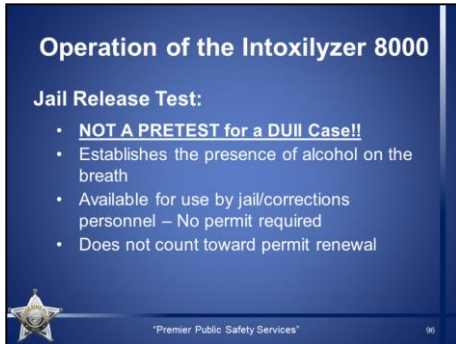 Operation of the Intoxilyzer 8000
Jail Release Test:
• NOT A PRETEST for a DUII Case!!
• Establishes the presence of alcohol on the
breath
• Available for use by jail/corrections
personnel – No permit required
• Does not count toward permit renewal
"Premier Public Safety Services"
96